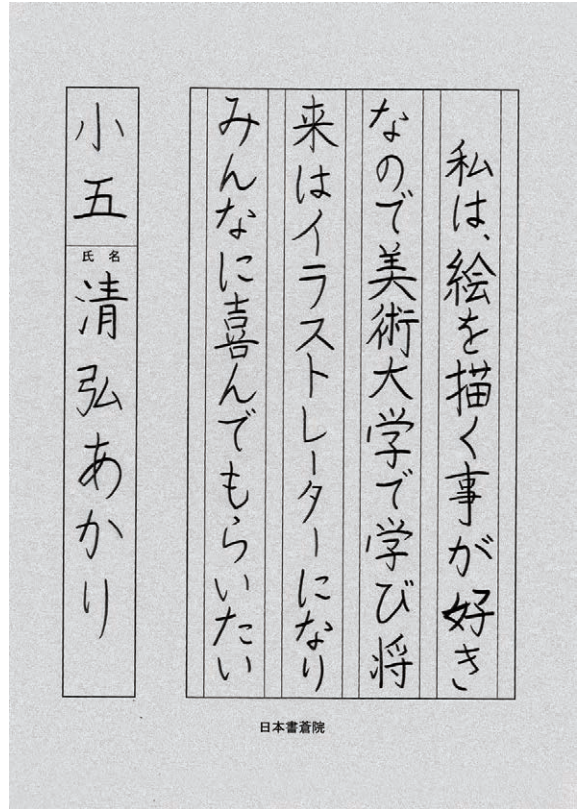 私は、絵を描く事が好き
なので美術大学で学び将
来はイラストレーターになり
みんなに喜んでもらいたい
小五
氏名
清弘あかり
日本書蒼院